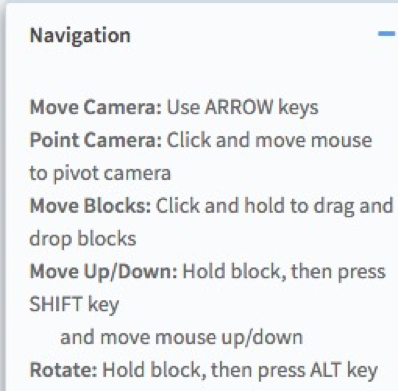 Navigation
Move Camera: Use ARROW keys
Point Camera: Click and move mouse
to pivot camera
Move Blocks: Click and hold to drag and
drop blocks
Move Up/Down: Hold block, then press
SHIFT key
and move mouse up/down
Rotate: Hold block, then press ALT key